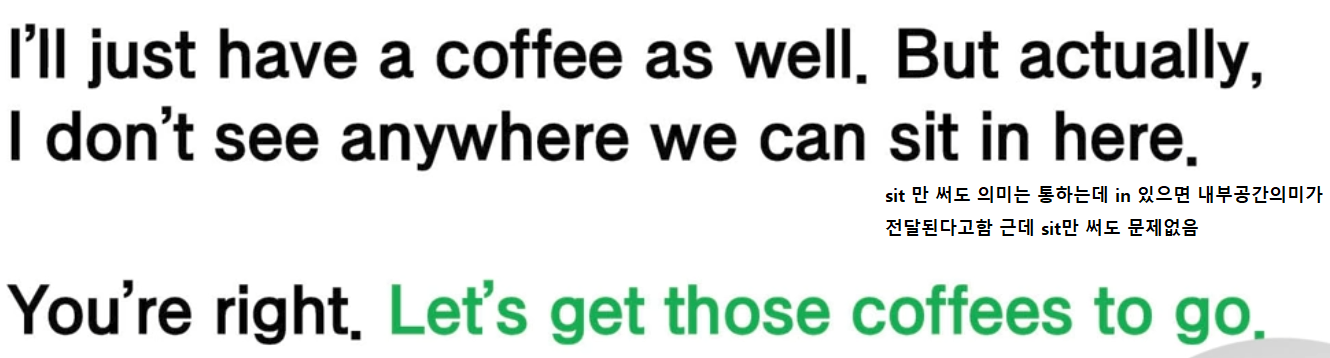 I’ll just have a coffee as well. But actually,
I don’t see anywhere we can sit in here.
sit 만 써도 의미는 통하는데 in 있으면 내부공간의미가
전달된다고함 근데 sit만 써도 문제없음
You’re right. Let’s get those coffees to go.